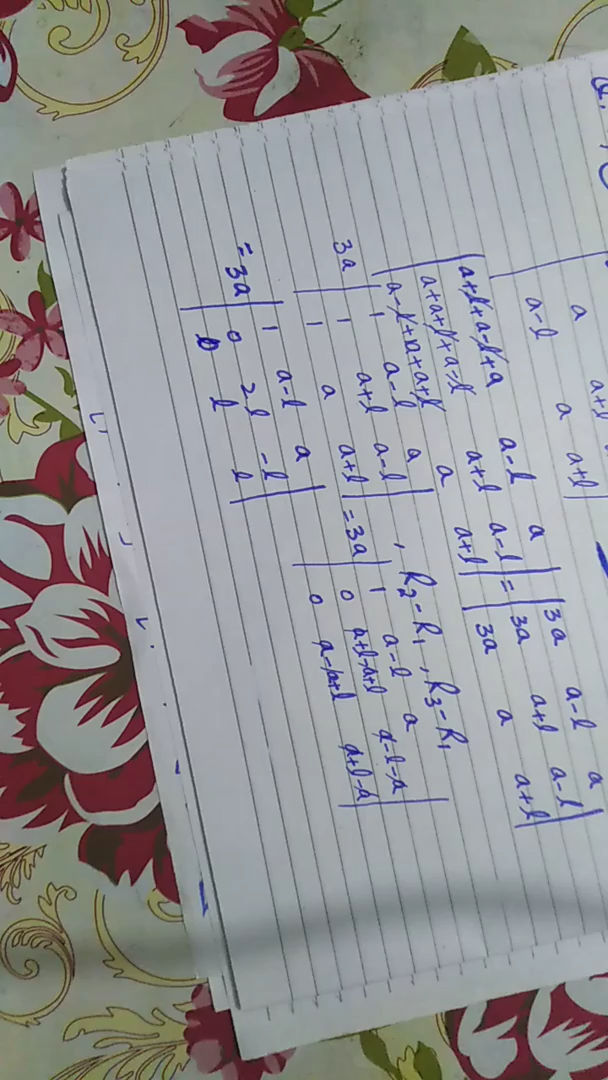 a a+l
a-l a a+l
| a+l+a-l+a a-l a | | 3a a-l a |
| a+a+l+a-l a+l a-l | = | 3a a+l a-l |
| a-l+a+a+l a a+l | | 3a a a+l |
, R2-R1, R3-R1
3a | 1 a-l a | | 1 a-l a |
| 1 a+l a-l | = 3a | 0 a+l-a+l a-l-a |
| 1 a a+l | | 0 a-a+l a+l-a |
= 3a | 1 a-l a |
| 0 2l -l |
| 0 l l |